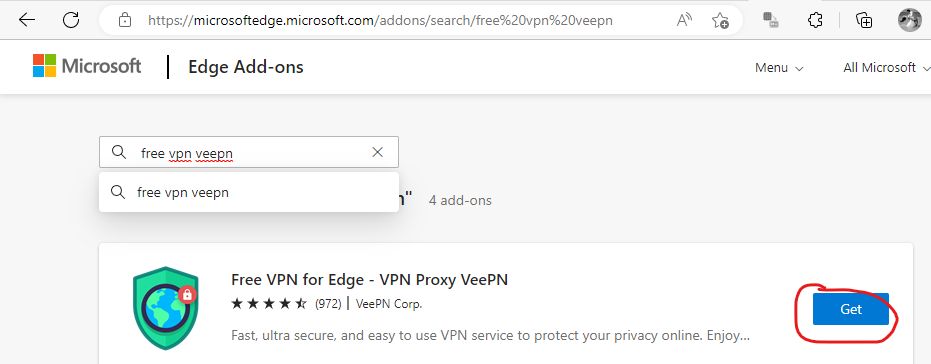 https://microsoftedge.microsoft.com/addons/search/free%20vpn%20veepn
Microsoft | Edge Add-ons Menu All Microsoft
free vpn veepn
free vpn veepn
n" 4 add-ons
Free VPN for Edge - VPN Proxy VeePN
(972) | VeePN Corp.
Get
Fast, ultra secure, and easy to use VPN service to protect your privacy online. Enjoy...